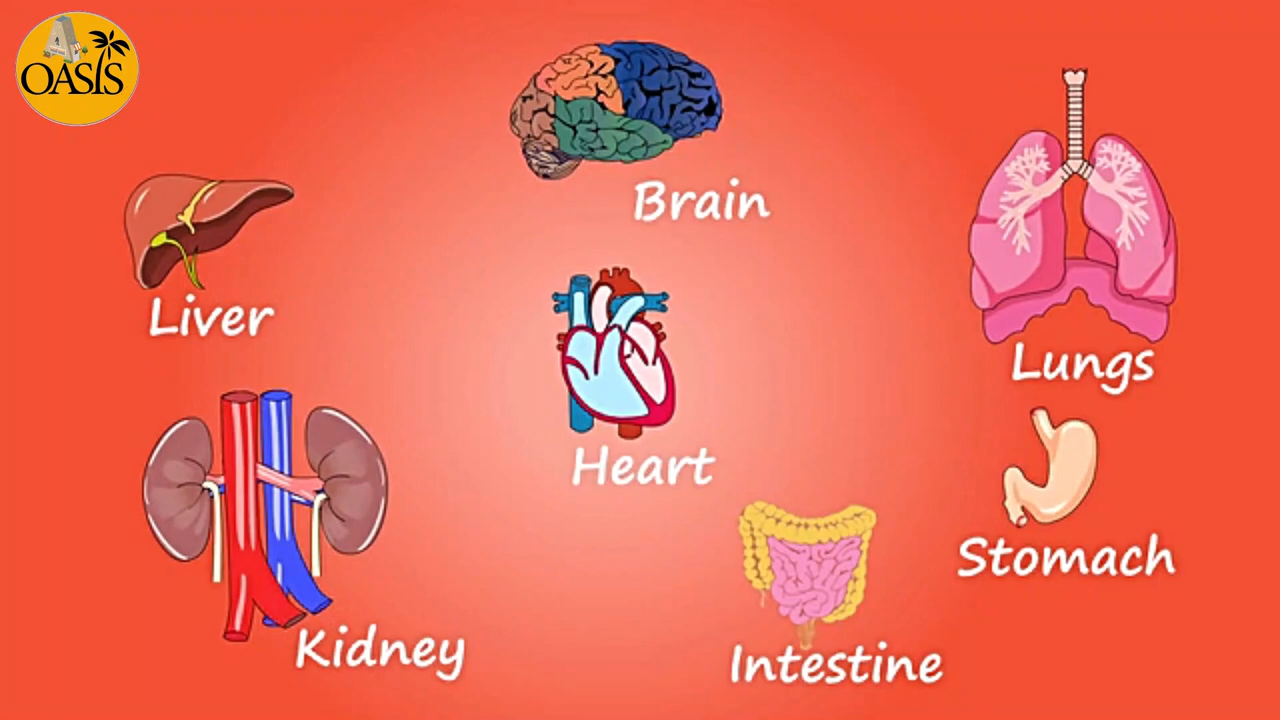 A
OASIS
Brain
Liver
Lungs
Heart
Stomach
Kidney
Intestine